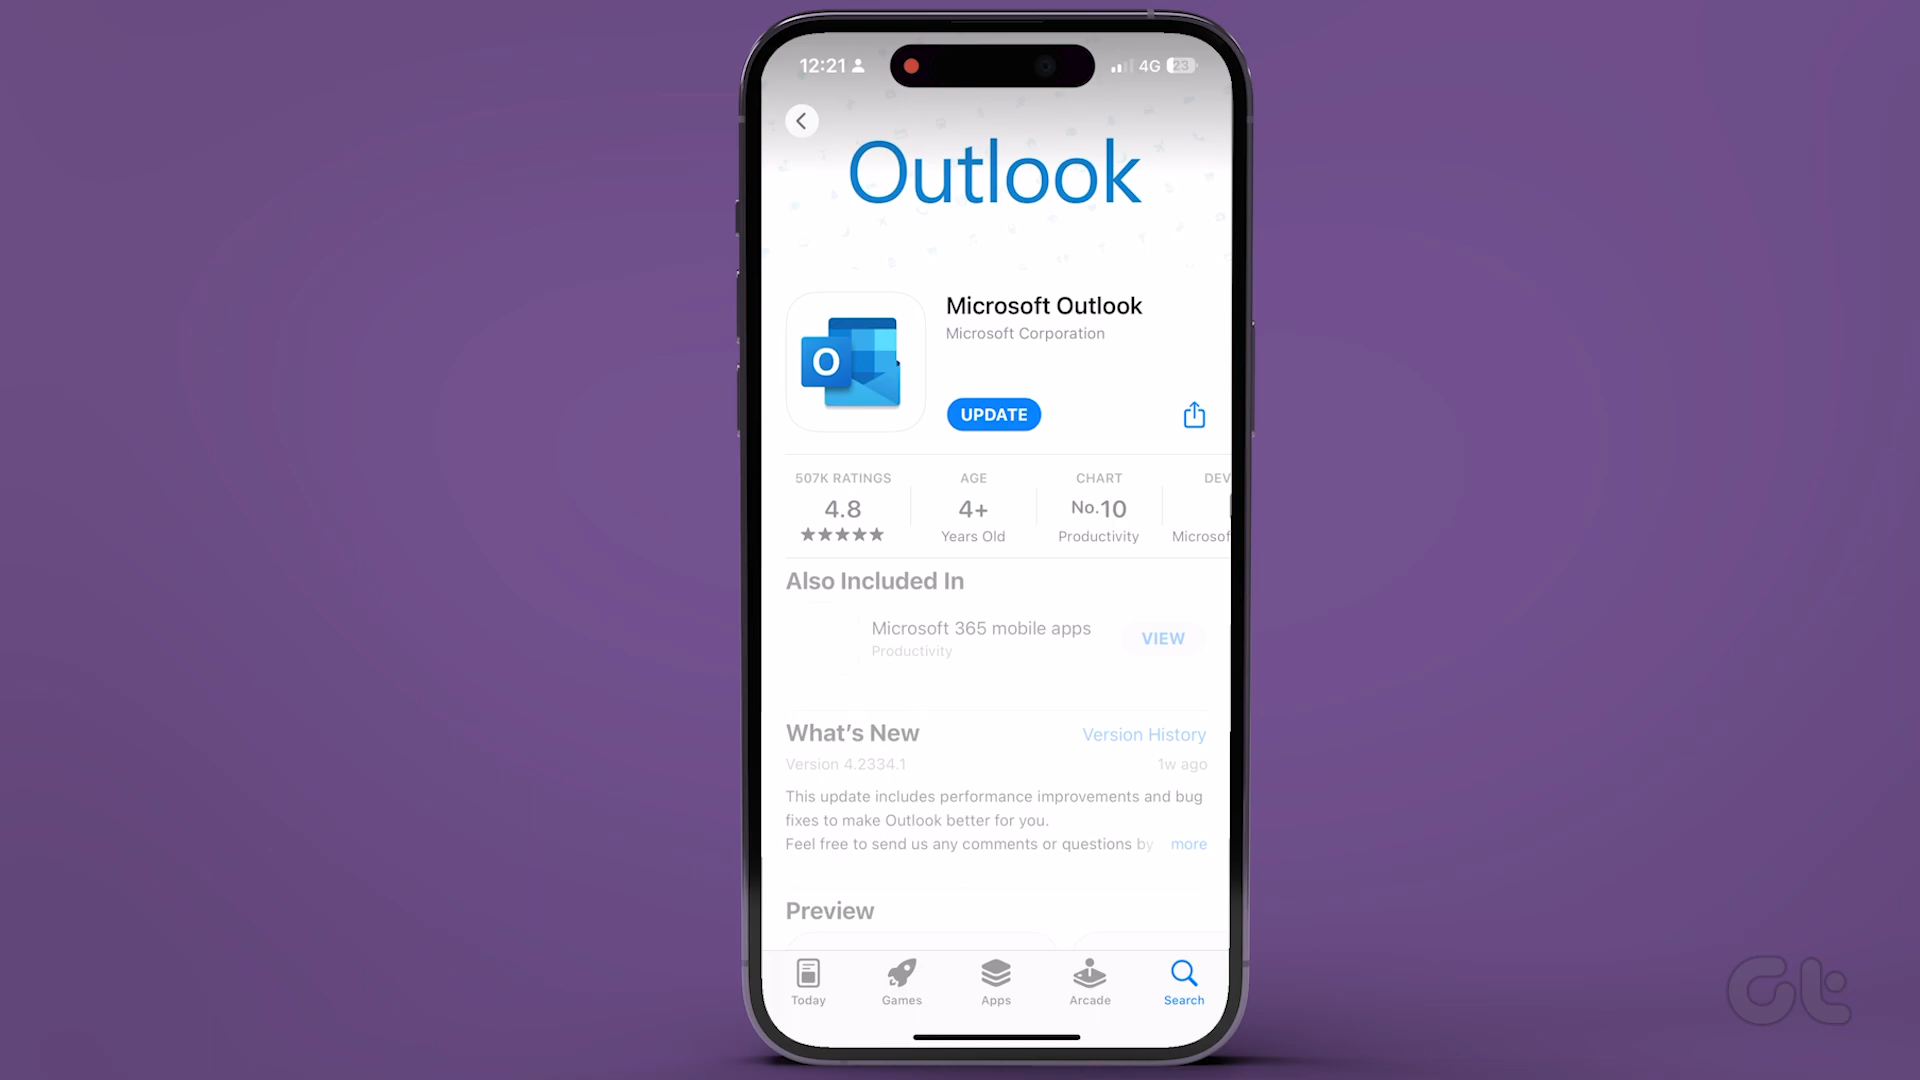 12:21
4G 23
Outlook
O
Microsoft Outlook
Microsoft Corporation
UPDATE
507K RATINGS
4.8
★★★★★
AGE
4+
Years Old
CHART
No.10
Productivity
DEV
Microsof
Also Included In
Microsoft 365 mobile apps
Productivity
VIEW
What’s New
Version History
Version 4.2334.1
1w ago
This update includes performance improvements and bug
fixes to make Outlook better for you.
Feel free to send us any comments or questions by more
Preview
Today
Games
Apps
Arcade
Search
Gt